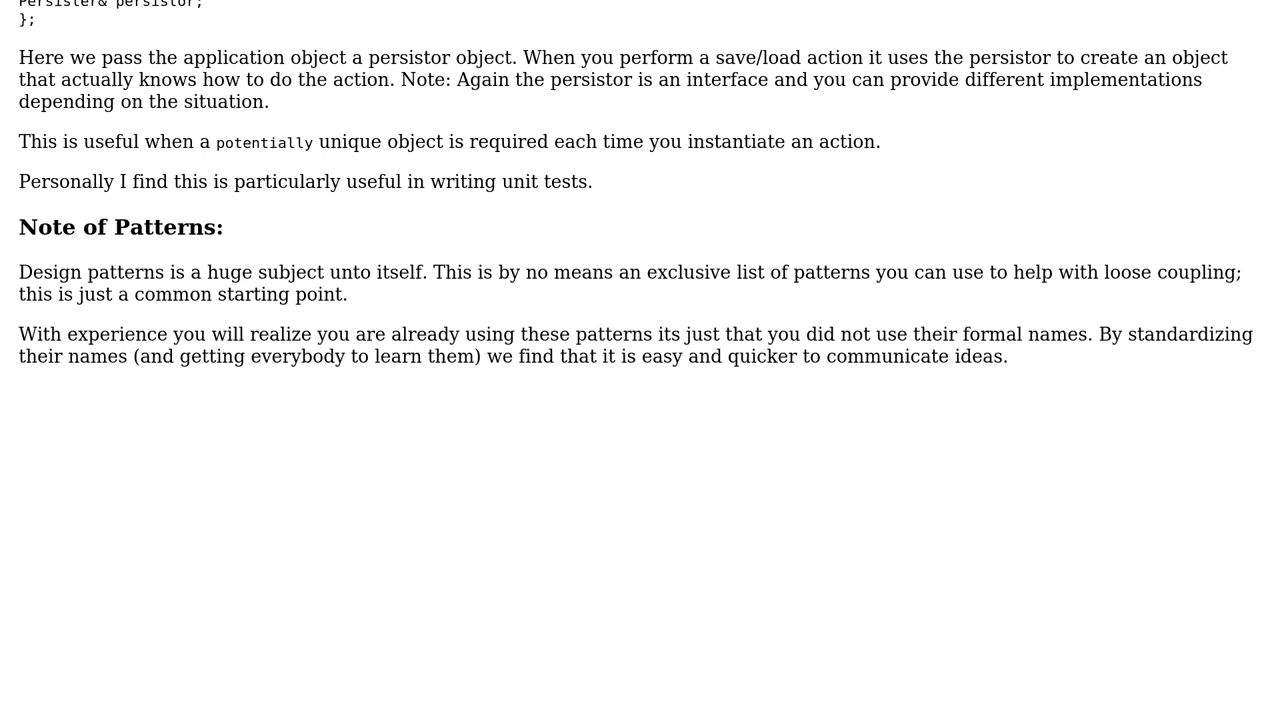 Persister& persistor;
};
Here we pass the application object a persistor object. When you perform a save/load action it uses the persistor to create an object
that actually knows how to do the action. Note: Again the persistor is an interface and you can provide different implementations
depending on the situation.
This is useful when a potentially unique object is required each time you instantiate an action.
Personally I find this is particularly useful in writing unit tests.
Note of Patterns:
Design patterns is a huge subject unto itself. This is by no means an exclusive list of patterns you can use to help with loose coupling;
this is just a common starting point.
With experience you will realize you are already using these patterns its just that you did not use their formal names. By standardizing
their names (and getting everybody to learn them) we find that it is easy and quicker to communicate ideas.